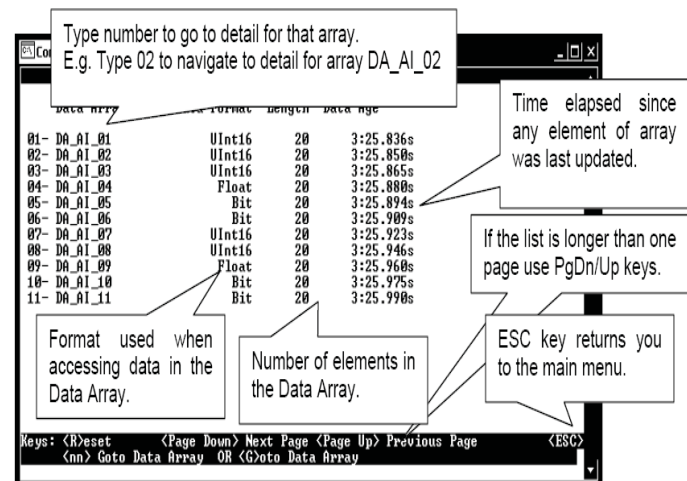 Type number to go to detail for that array.
E.g. Type 02 to navigate to detail for array DA_AI_02
Length Data Age
Time elapsed since
any element of array
was last updated.
01- DA_AI_01 UInt16 20 3:25.836s
02- DA_AI_02 UInt16 20 3:25.850s
03- DA_AI_03 UInt16 20 3:25.865s
04- DA_AI_04 Float 20 3:25.880s
05- DA_AI_05 Bit 20 3:25.894s
06- DA_AI_06 Bit 20 3:25.909s
07- DA_AI_07 UInt16 20 3:25.923s
08- DA_AI_08 UInt16 20 3:25.946s
09- DA_AI_09 Float 20 3:25.960s
10- DA_AI_10 Bit 20 3:25.975s
11- DA_AI_11 Bit 20 3:25.990s
If the list is longer than one
page use PgDn/Up keys.
Format used when
accessing data in the
Data Array.
Number of elements in
the Data Array.
ESC key returns you
to the main menu.
Keys: <R>eset <Page Down> Next Page <Page Up> Previous Page <ESC>
<nn> Goto Data Array OR <G>oto Data Array